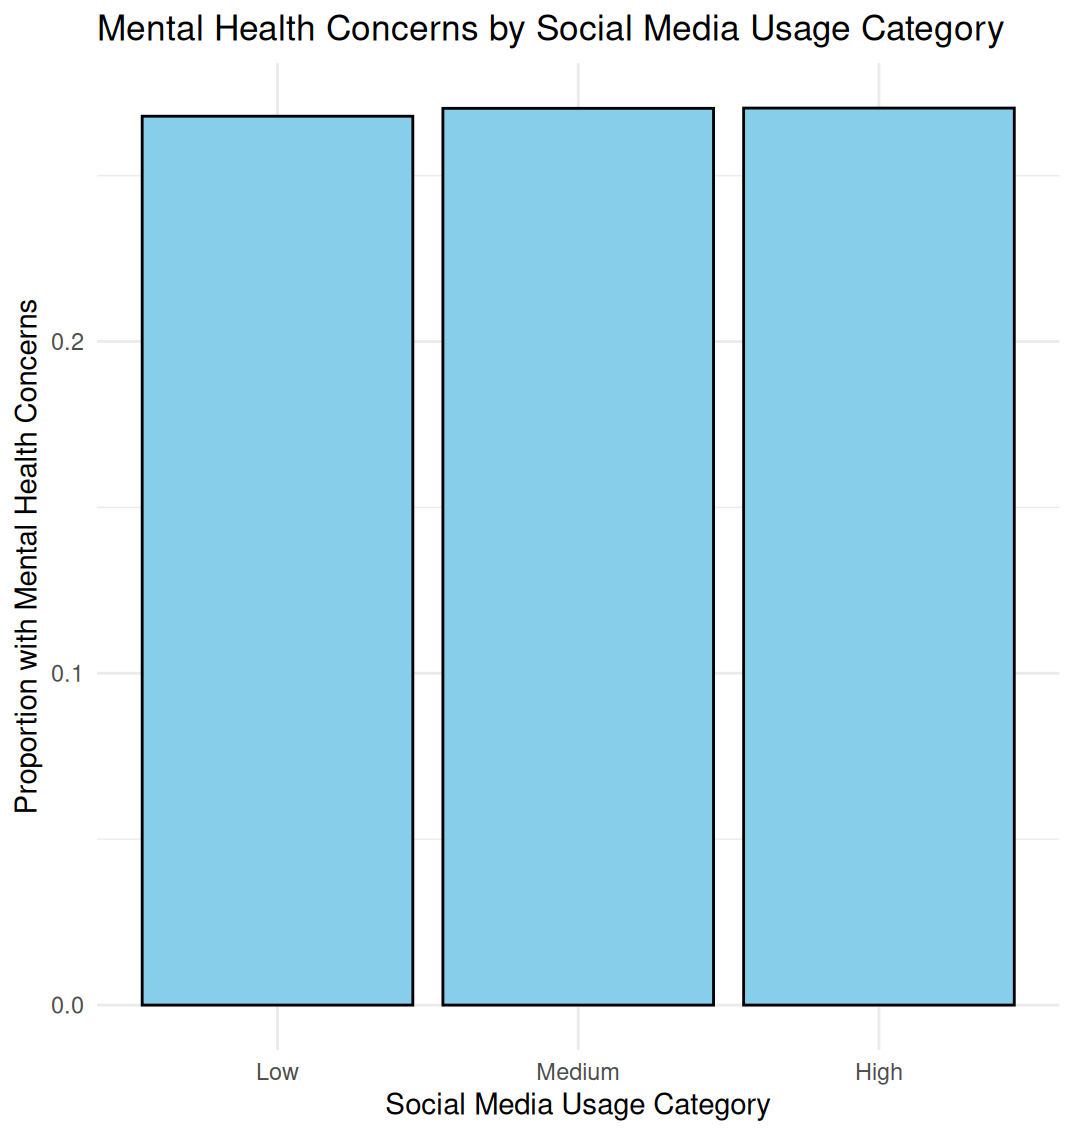 Mental Health Concerns by Social Media Usage Category
Proportion with Mental Health Concerns
0.2
0.1
0.0
Low
Medium
High
Social Media Usage Category